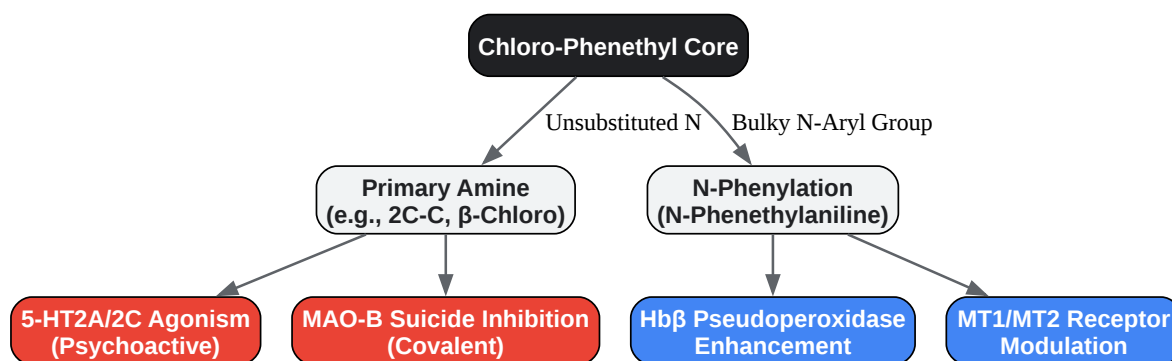 Chloro-Phenethyl Core
Unsubstituted N
Bulky N-Aryl Group
Primary Amine
(e.g., 2C-C, β-Chloro)
N-Phenylation
(N-Phenethylaniline)
5-HT2A/2C Agonism
(Psychoactive)
MAO-B Suicide Inhibition
(Covalent)
Hbβ Pseudoperoxidase
Enhancement
MT1/MT2 Receptor
Modulation